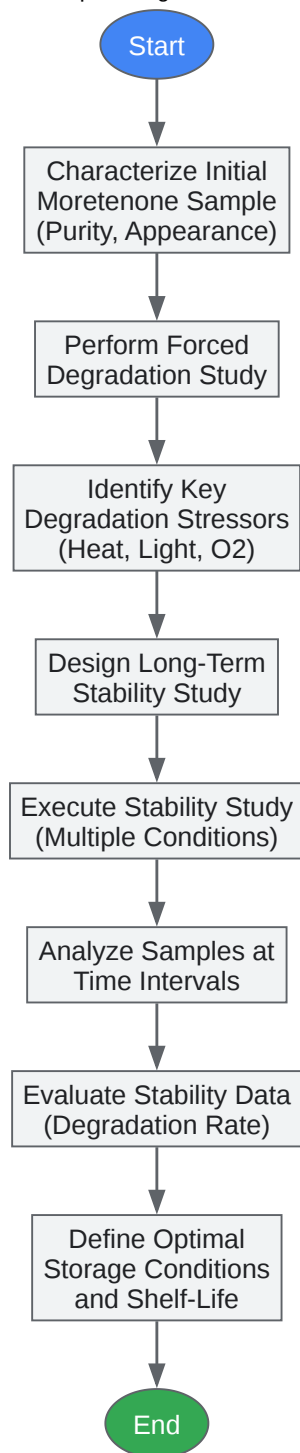 Start
Characterize Initial
Moretenone Sample
(Purity, Appearance)
Perform Forced
Degradation Study
Identify Key
Degradation Stressors
(Heat, Light, O2)
Design Long-Term
Stability Study
Execute Stability Study
(Multiple Conditions)
Analyze Samples at
Time Intervals
Evaluate Stability Data
(Degradation Rate)
Define Optimal
Storage Conditions
and Shelf-Life
End